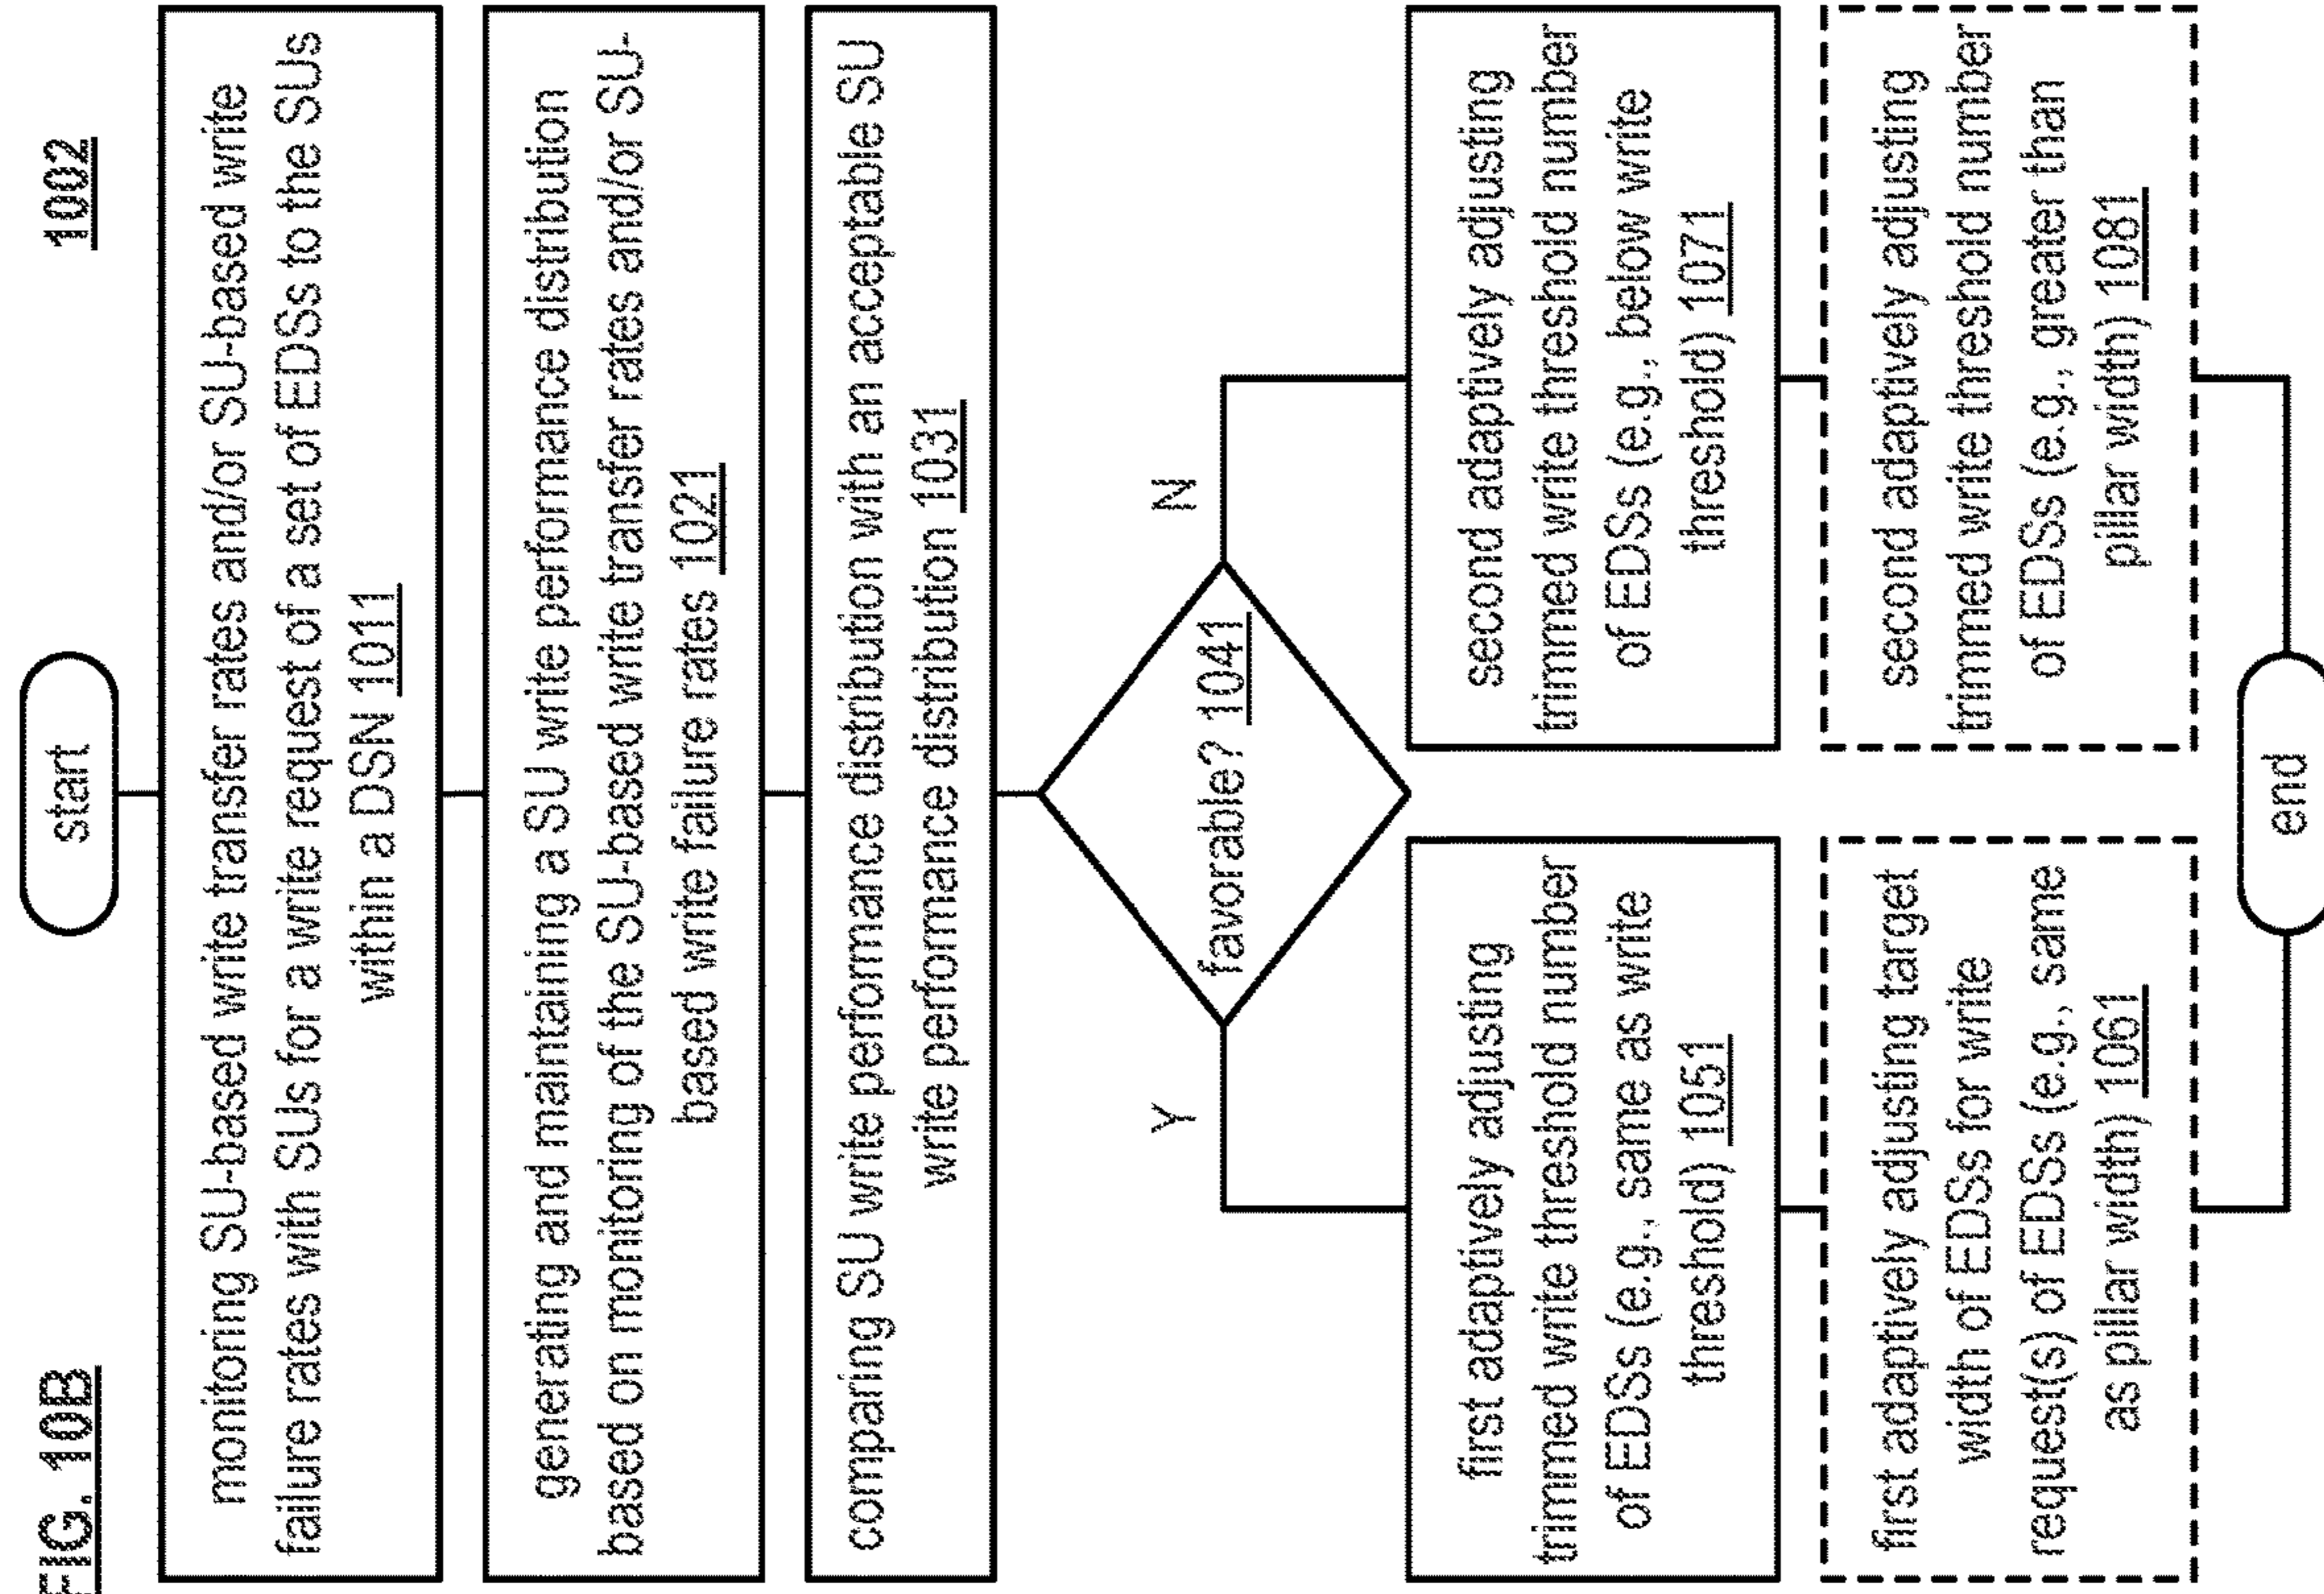 FIG. 10B
1002
start
monitoring SU-based write transfer rates and/or SU-based write
failure rates with SUs for a write request of a set of EDSs to the SUs
within a DSN 1011
generating and maintaining a SU write performance distribution
based on monitoring of the SU-based write transfer rates and/or SU-
based write failure rates 1021
comparing SU write performance distribution with an acceptable SU
write performance distribution 1031
favorable? 1041
Y
N
first adaptively adjusting
trimmed write threshold number
of EDSs (e.g., same as write
threshold) 1051
second adaptively adjusting
trimmed write threshold number
of EDSs (e.g., below write
threshold) 1071
first adaptively adjusting target
width of EDSs for write
request(s) of EDSs (e.g., same
as pillar width) 1061
second adaptively adjusting
trimmed write threshold number
of EDSs (e.g., greater than
pillar width) 1081
end